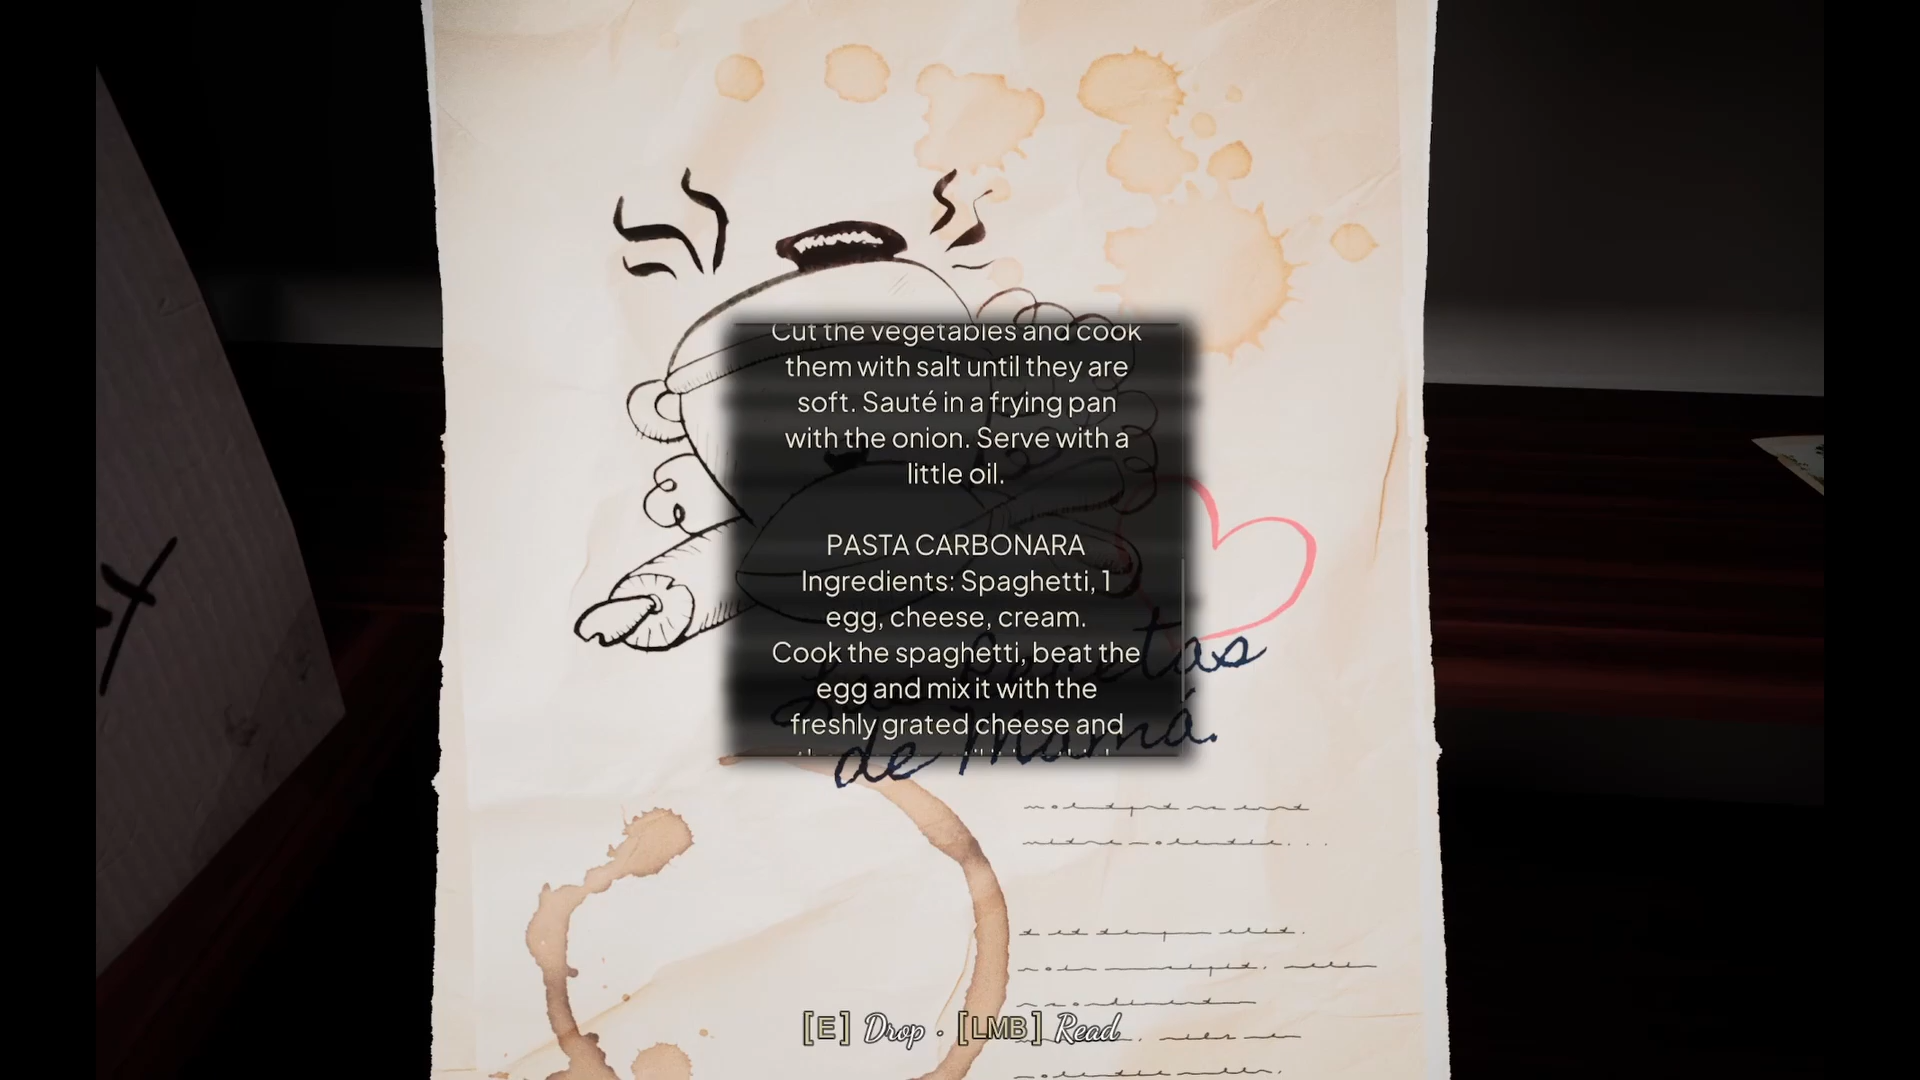 Cut the vegetables and cook
them with salt until they are
soft. Sauté in a frying pan
with the onion. Serve with a
little oil.
PASTA CARBONARA
Ingredients: Spaghetti, 1
egg, cheese, cream.
Cook the spaghetti, beat the
egg and mix it with the
freshly grated cheese and
Las Recetas
de Mamá.
[E] Drop · [LMB] Read